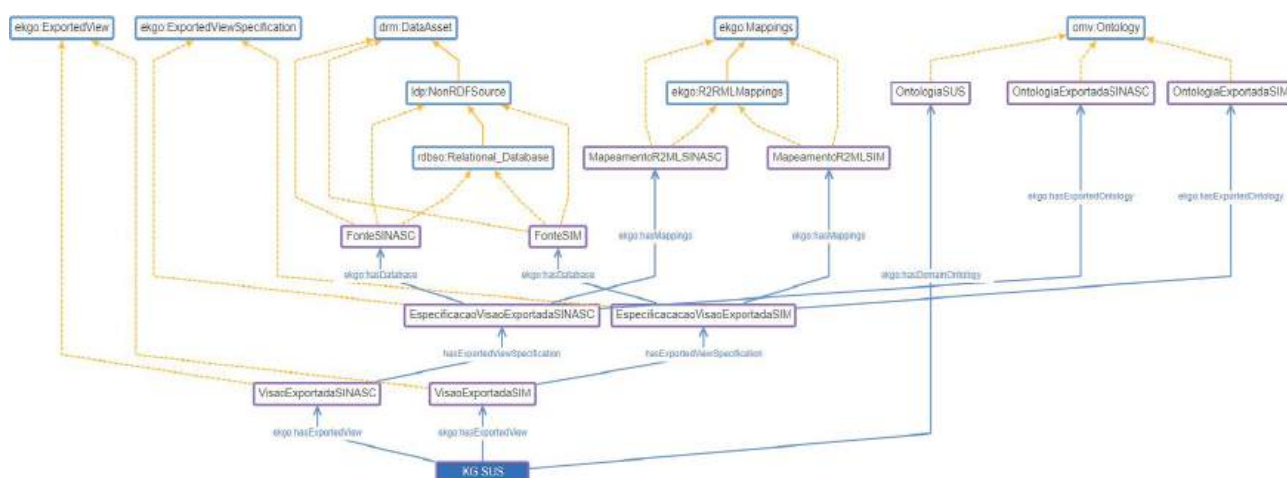 ekgo:ExportedView
ekgo:ExportedViewSpecification
drm:DataAsset
ekgo:Mappings
omv:Ontology
ldp:NonRDFSource
ekgo:R2RMLMappings
OntologiaSUS
OntologiaExportadaSINASC
OntologiaExportadaSIM
rdbso:Relational_Database
MapeamentoR2MLSINASC
MapeamentoR2MLSIM
ekgo:hasExportedOntology
ekgo:hasExportedOntology
FonteSINASC
FonteSIM
ekgo:hasMappings
ekgo:hasMappings
ekgo:hasDatabase
ekgo:hasDatabase
ekgo:hasDomainOntology
EspecificacaoVisaoExportadaSINASC
EspecificacacaoVisaoExportadaSIM
hasExportedViewSpecification
hasExportedViewSpecification
VisaoExportadaSINASC
VisaoExportadaSIM
ekgo:hasExportedView
ekgo:hasExportedView
KG SUS